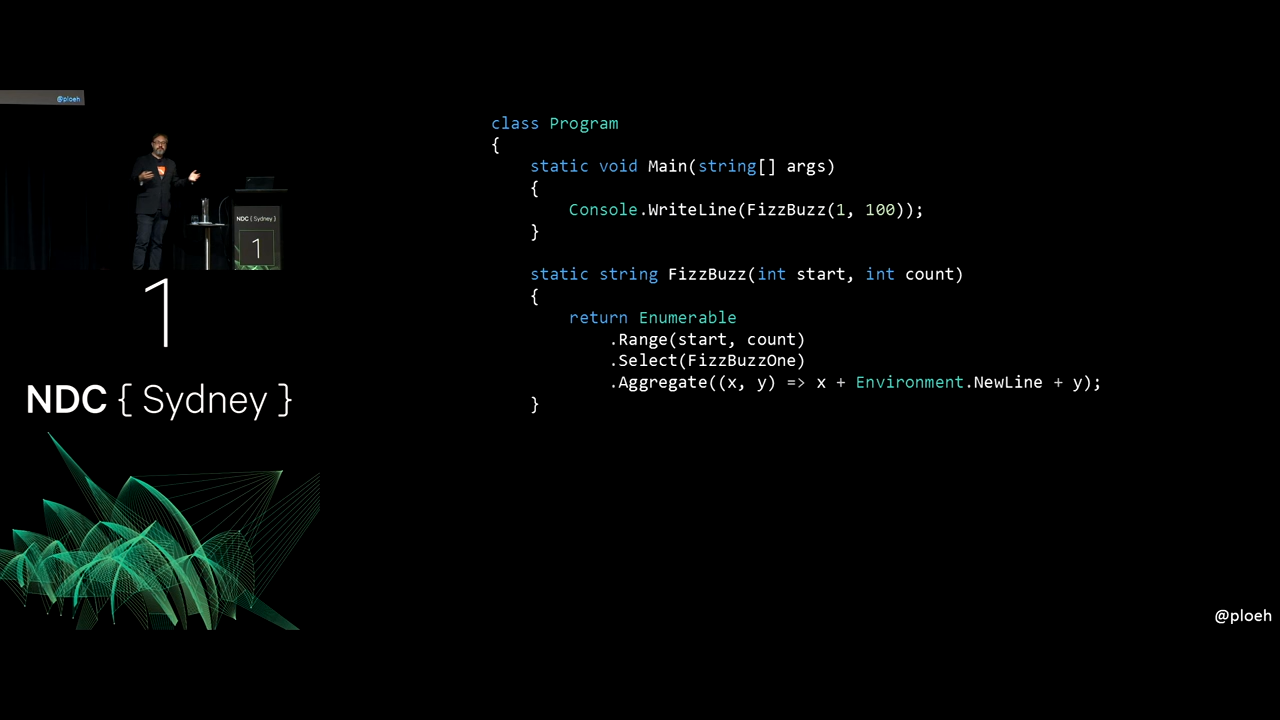 @ploeh
NDC { Sydney }
1
1
NDC { Sydney }
class Program
{
    static void Main(string[] args)
    {
        Console.WriteLine(FizzBuzz(1, 100));
    }
    static string FizzBuzz(int start, int count)
    {
        return Enumerable
            .Range(start, count)
            .Select(FizzBuzzOne)
            .Aggregate((x, y) => x + Environment.NewLine + y);
    }
@ploeh